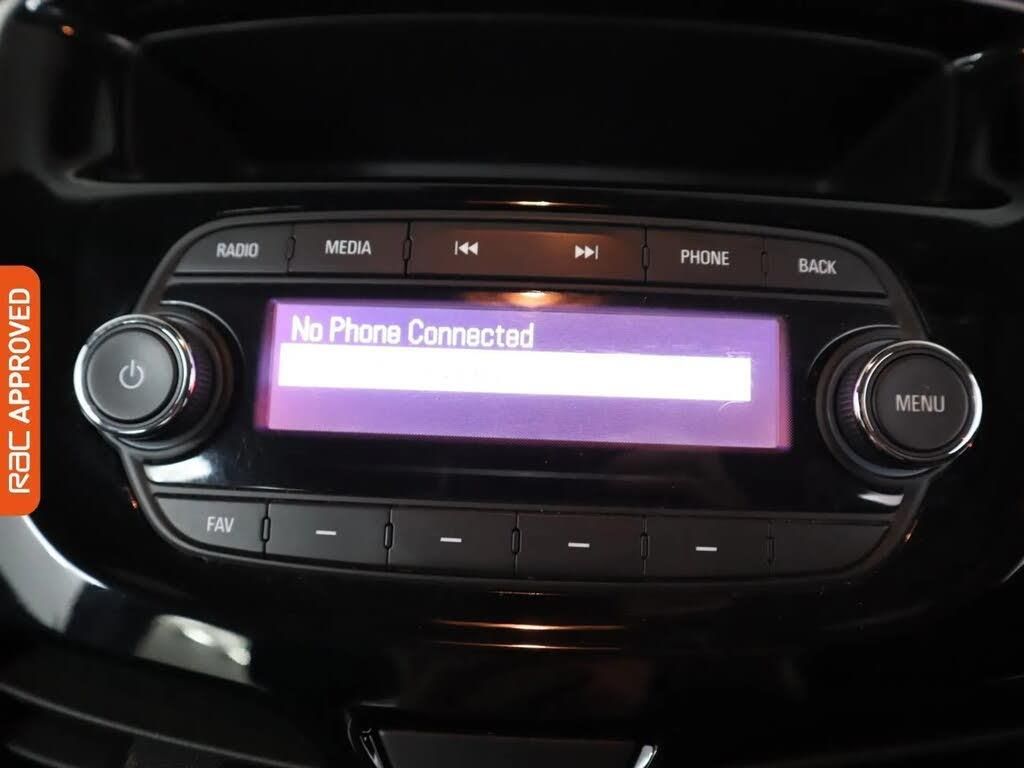 RADIO MEDIA PHONE BACK
No Phone Connected
MENU
FAV
rac APPROVED